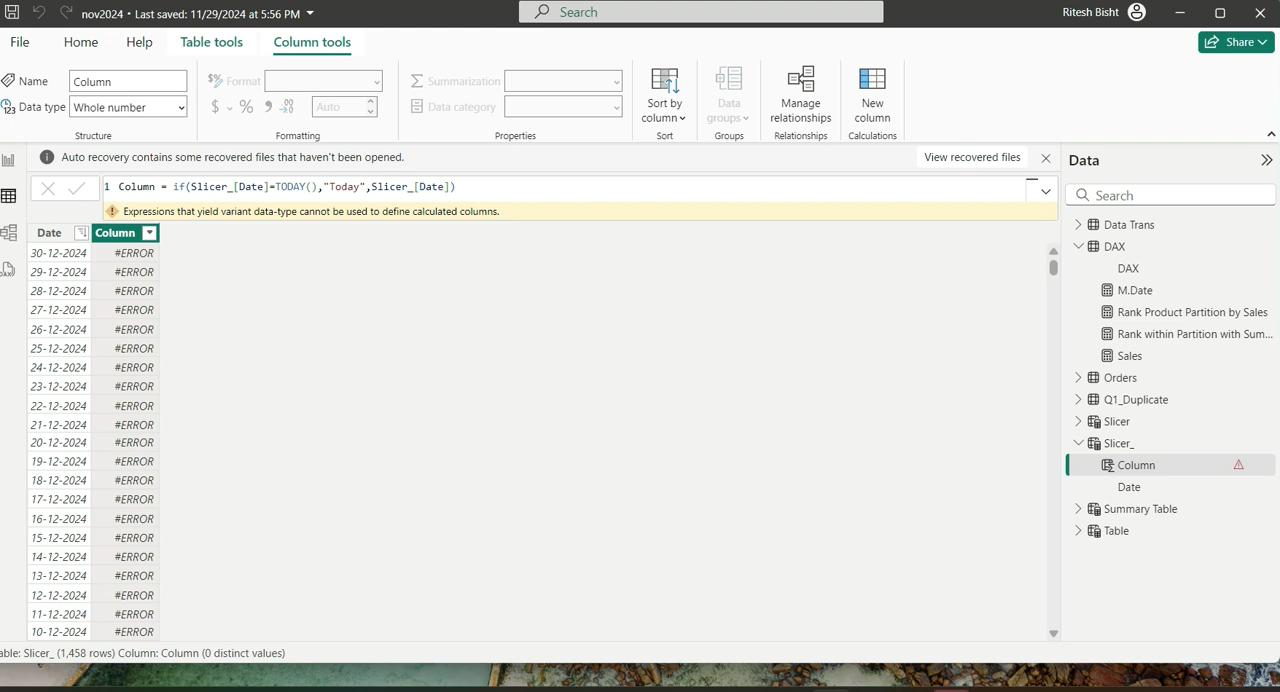 nov2024 • Last saved: 11/29/2024 at 5:56 PM
Search
Ritesh Bisht
File Home Help Table tools Column tools
Share
Name Column
Data type Whole number
Structure
Format
$ % Auto
Formatting
Summarization
Data category
Properties
Sort by
column
Sort
Data
groups
Groups
Manage
relationships
Relationships
New
column
Calculations
Auto recovery contains some recovered files that haven't been opened.
View recovered files
1 Column = if(Slicer_[Date]=TODAY(),"Today",Slicer_[Date])
Expressions that yield variant data-type cannot be used to define calculated columns.
Date Column
30-12-2024 #ERROR
29-12-2024 #ERROR
28-12-2024 #ERROR
27-12-2024 #ERROR
26-12-2024 #ERROR
25-12-2024 #ERROR
24-12-2024 #ERROR
23-12-2024 #ERROR
22-12-2024 #ERROR
21-12-2024 #ERROR
20-12-2024 #ERROR
19-12-2024 #ERROR
18-12-2024 #ERROR
17-12-2024 #ERROR
16-12-2024 #ERROR
15-12-2024 #ERROR
14-12-2024 #ERROR
13-12-2024 #ERROR
12-12-2024 #ERROR
11-12-2024 #ERROR
10-12-2024 #ERROR
Data
Search
Data Trans
DAX
DAX
M.Date
Rank Product Partition by Sales
Rank within Partition with Sum...
Sales
Orders
Q1_Duplicate
Slicer
Slicer_
Column
Date
Summary Table
Table
able: Slicer_ (1,458 rows) Column: Column (0 distinct values)